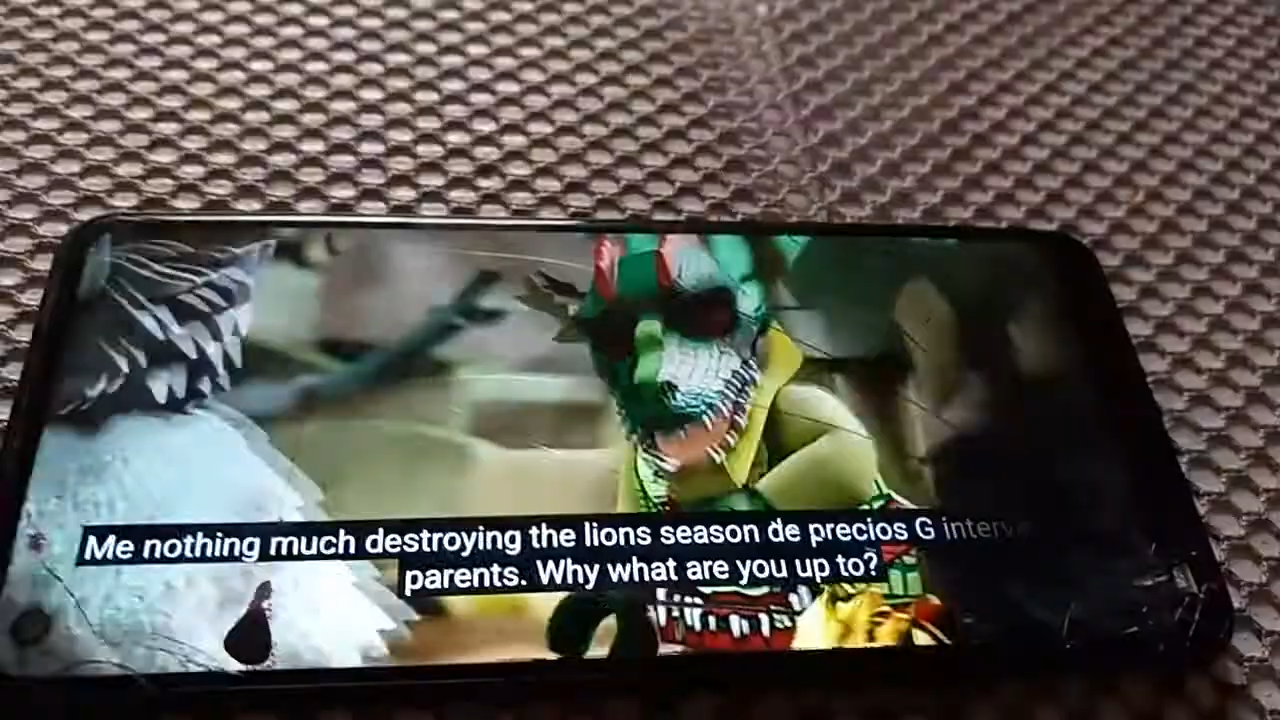 Me nothing much destroying the lions season de precios G
parents. Why what are you up to?